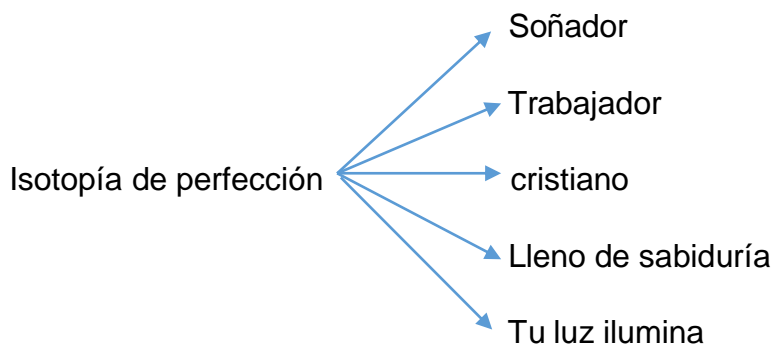 Soñador
Trabajador
Isotopía de perfección
cristiano
Lleno de sabiduría
Tu luz ilumina